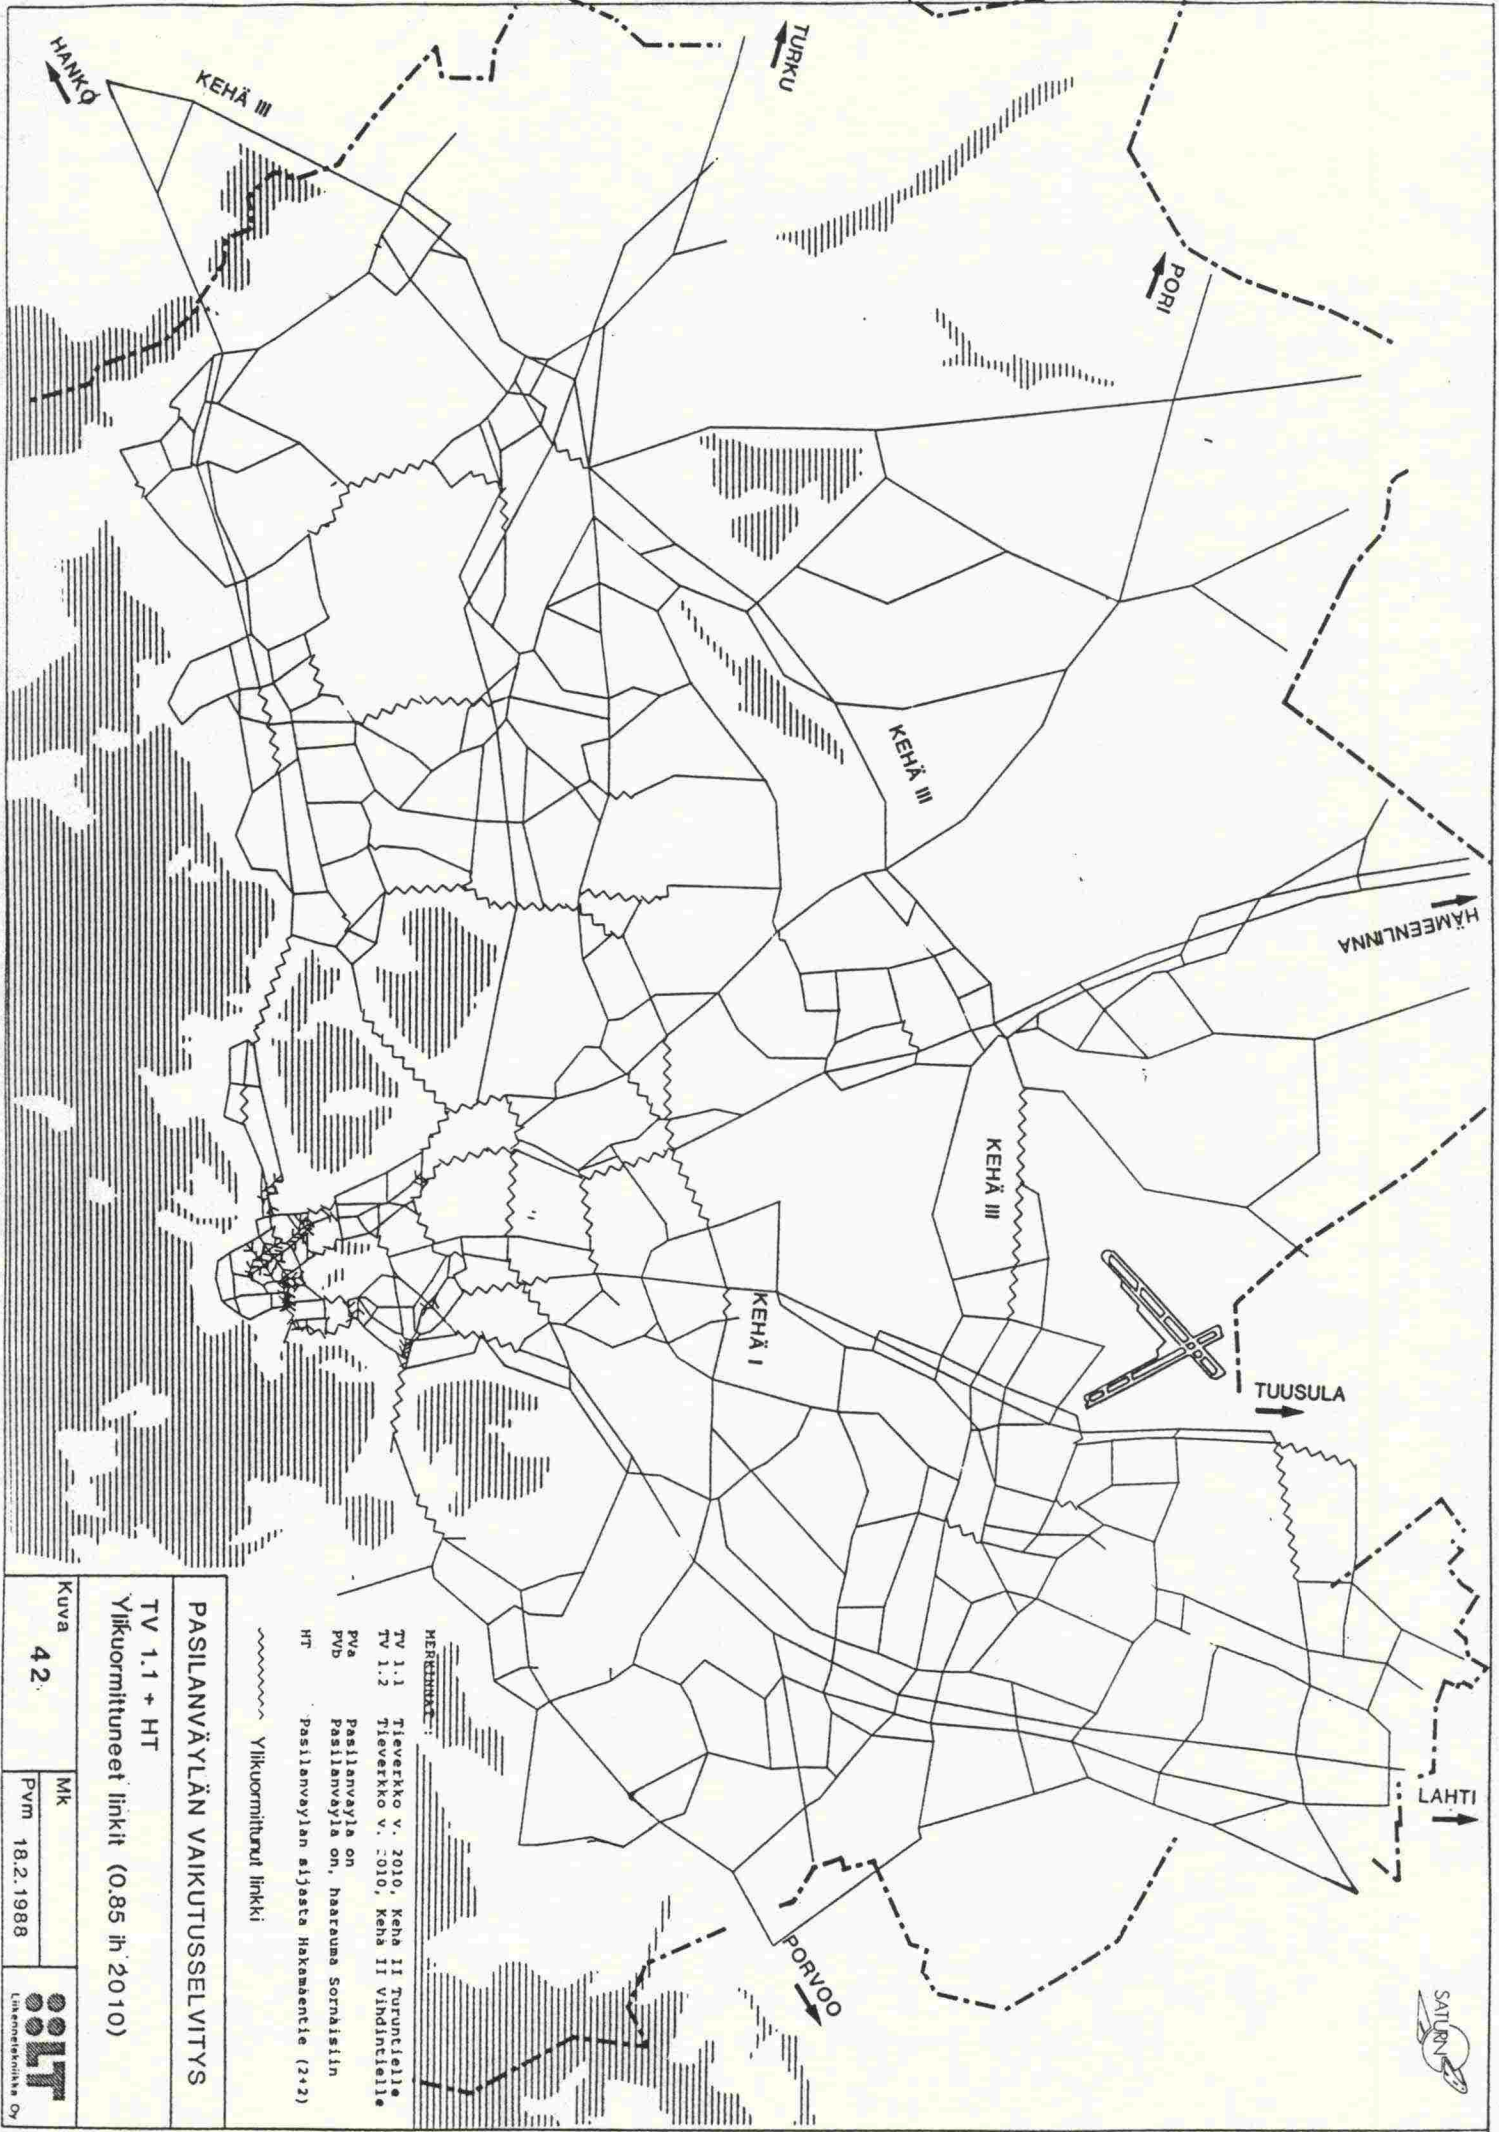 HANKO
KEHÄ III
TURKU
PORI
KEHÄ III
HÄMEENLINNA
KEHÄ III
KEHÄ I
TUUSULA
LAHTI
PORVOO
SATURN
MERKINNÄT:
TV 1.1 Tieverkko v. 2010, Kehä II Turuntielle
TV 1.2 Tieverkko v. 2010, Kehä II Vihdintielle
PVa Pasilanväylä on
PVb Pasilanväylä on, haarauma Sörnäisiin
HT Pasilanväylän sijasta Hakamäentie (2+2)
Ylikuormittunut linkki
PASILANVÄYLÄN VAIKUTUSSELVITYS
TV 1.1 + HT
Ylikuormittuneet linkit (0.85 ih 2010)
Kuva 42
Mk
Pvm 18.2.1988
LT
Liikennetekniikka Oy